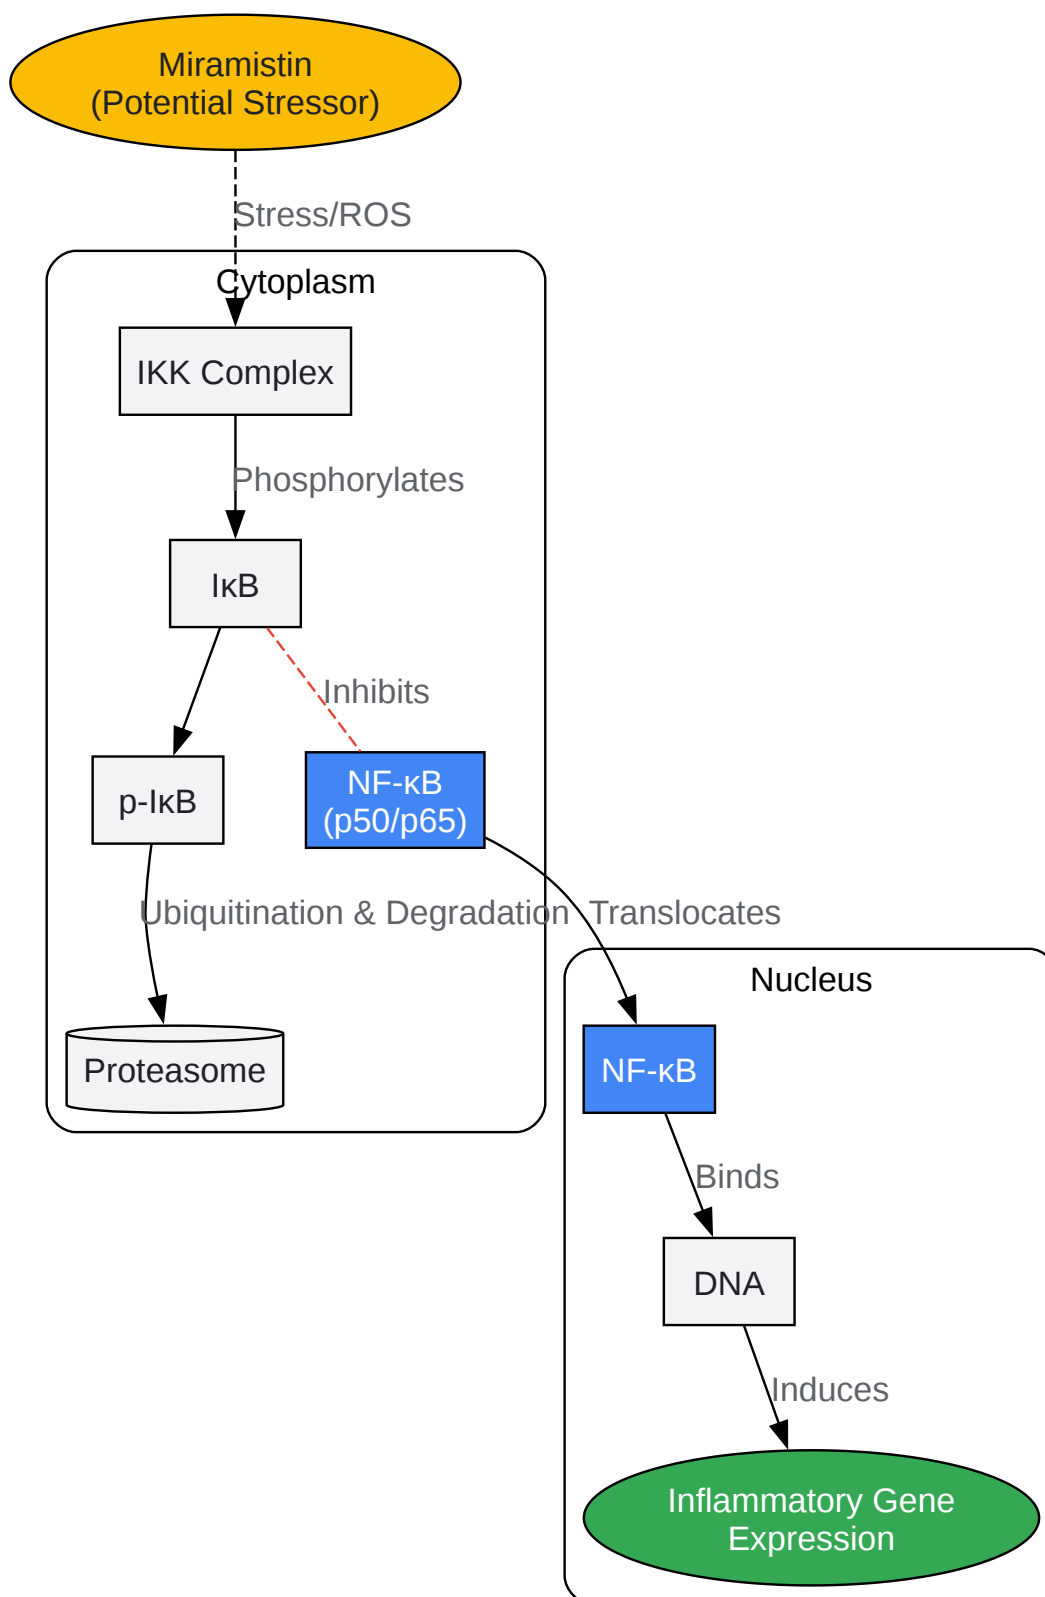 Miramistin
(Potential Stressor)
Stress/ROS
Cytoplasm
IKK Complex
Phosphorylates
IκB
Inhibits
p-IκB
NF-κB
(p50/p65)
Ubiquitination & Degradation
Translocates
Nucleus
Proteasome
NF-κB
Binds
DNA
Induces
Inflammatory Gene
Expression